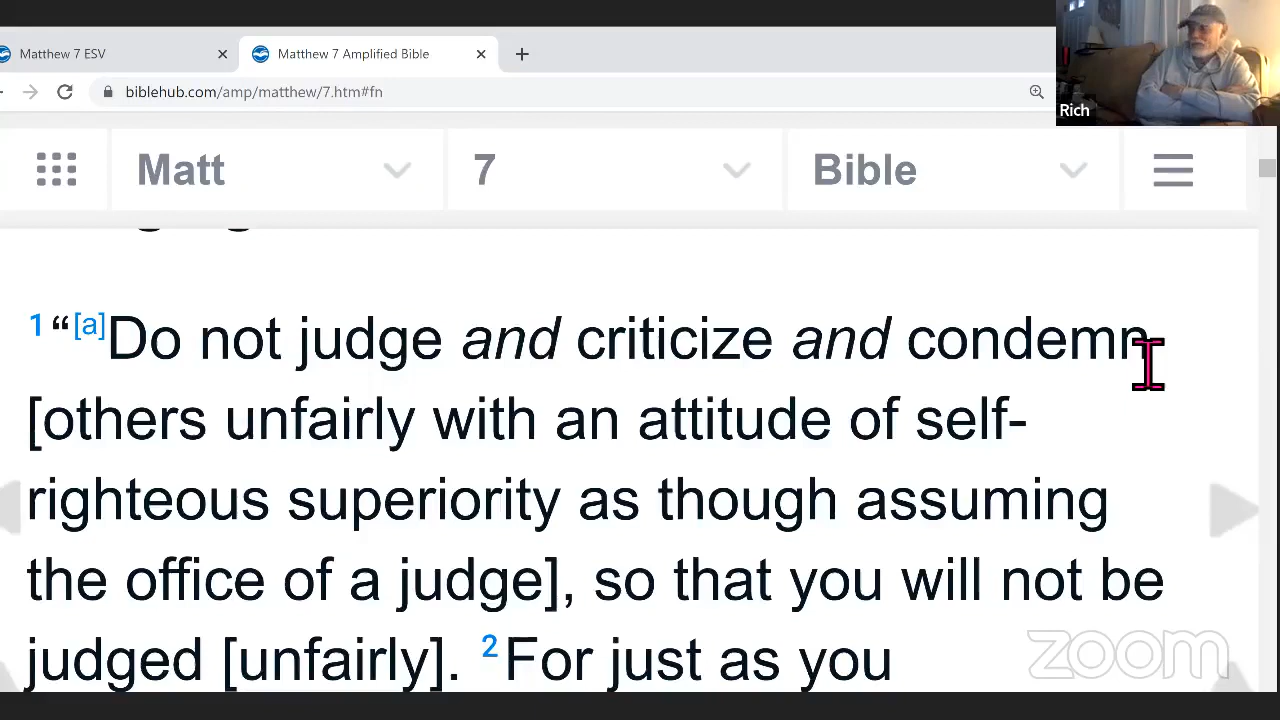 Matthew 7 ESV
Matthew 7 Amplified Bible
biblehub.com/amp/matthew/7.htm#fn
Rich
Matt 7 Bible
1 “[a]Do not judge and criticize and condemn
[others unfairly with an attitude of self-
righteous superiority as though assuming
the office of a judge], so that you will not be
judged [unfairly]. 2 For just as you
zoom